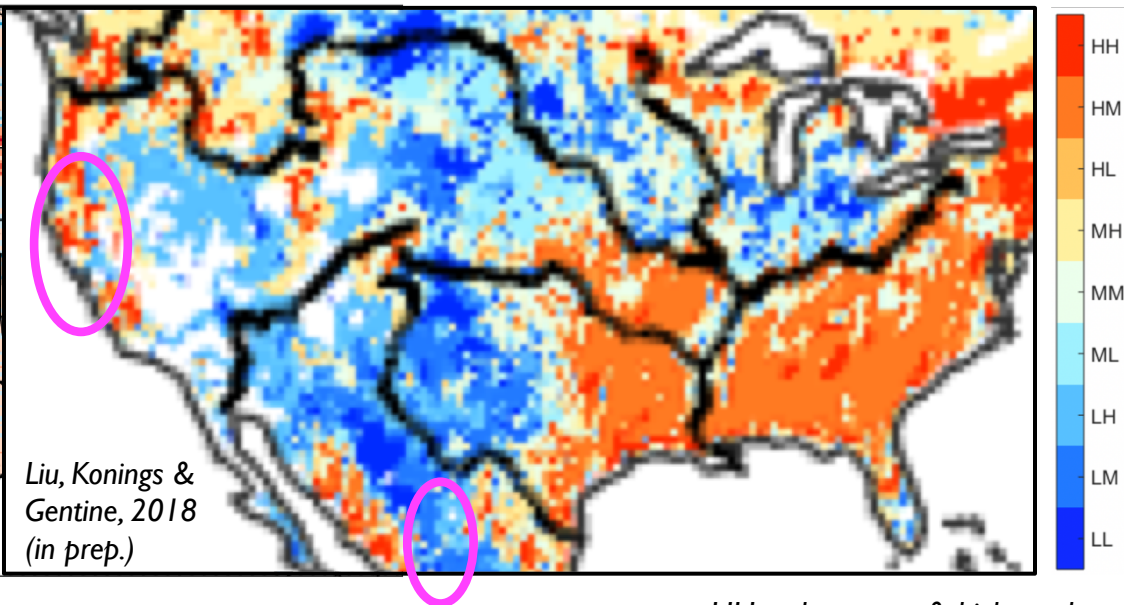 HH
HM
HL
MH
MM
ML
LH
LM
LL
Liu, Konings &
Gentine, 2018
(in prep.)